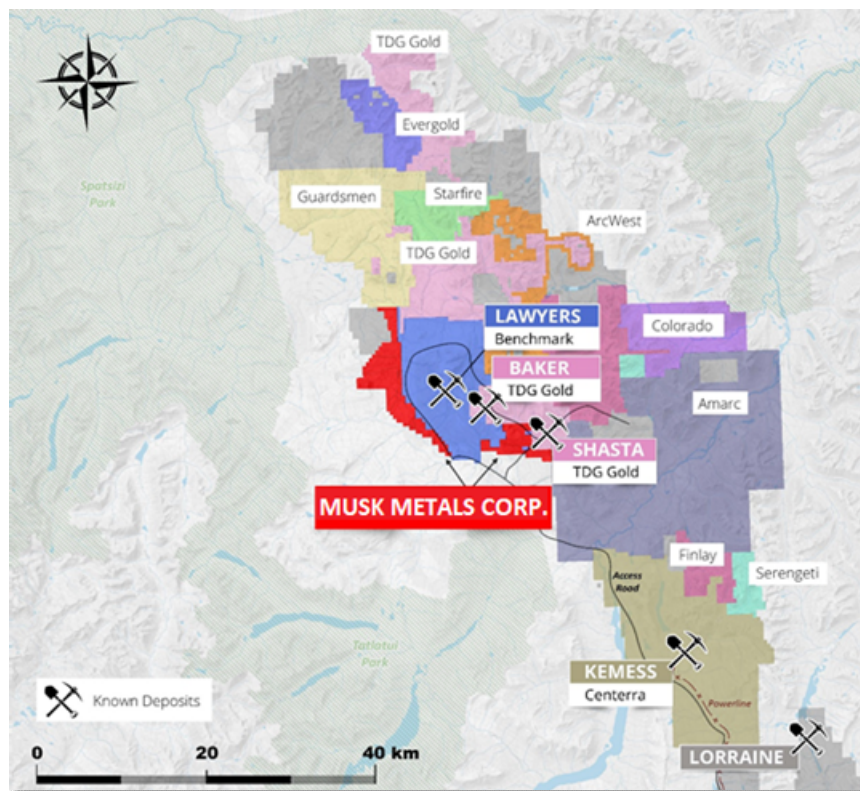 TDG Gold
Evergold
Spatsizi
Park
Guardsmen
Starfire
ArcWest
TDG Gold
LAWYERS
Benchmark
Colorado
BAKER
TDG Gold
Amarc
SHASTA
TDG Gold
MUSK METALS CORP.
Finlay
Serengeti
Access
Road
Tatlatui
Park
KEMESS
Centerra
Known Deposits
Powerline
0 20 40 km
LORRAINE